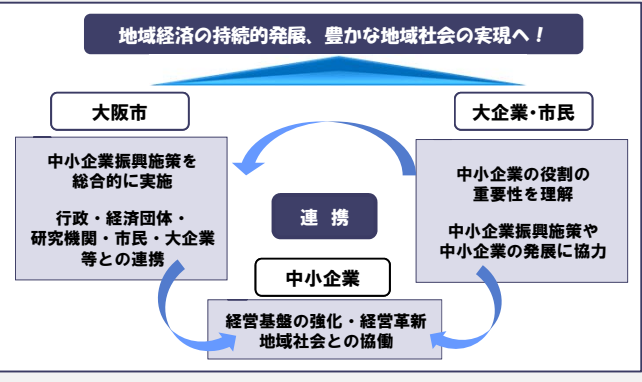 地域経済の持続的発展、豊かな地域社会の実現へ！
大阪市
中小企業振興施策を
総合的に実施
行政・経済団体・
研究機関・市民・大企業
等との連携
大企業・市民
中小企業の役割の
重要性を理解
中小企業振興施策や
中小企業の発展に協力
連携
中小企業
経営基盤の強化・経営革新
地域社会との協働